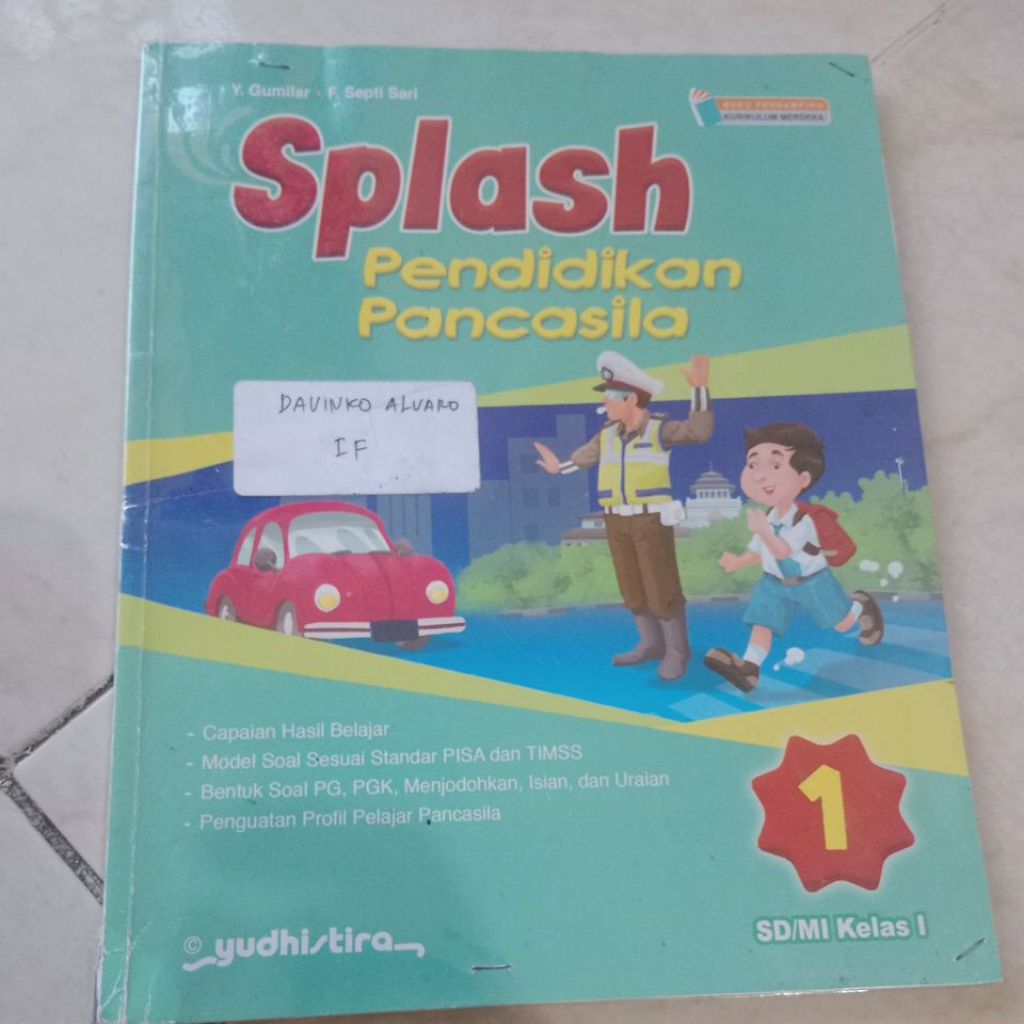 Y. Gumilar • F. Septi Sari
BUKU PENDAMPING
KURIKULUM MERDEKA
Splash
Pendidikan
Pancasila
DAVINKO ALVARO
IF
- Capaian Hasil Belajar
- Model Soal Sesuai Standar PISA dan TIMSS
- Bentuk Soal PG, PGK, Menjodohkan, Isian, dan Uraian
- Penguatan Profil Pelajar Pancasila
1
SD/MI Kelas I
© yudhistira